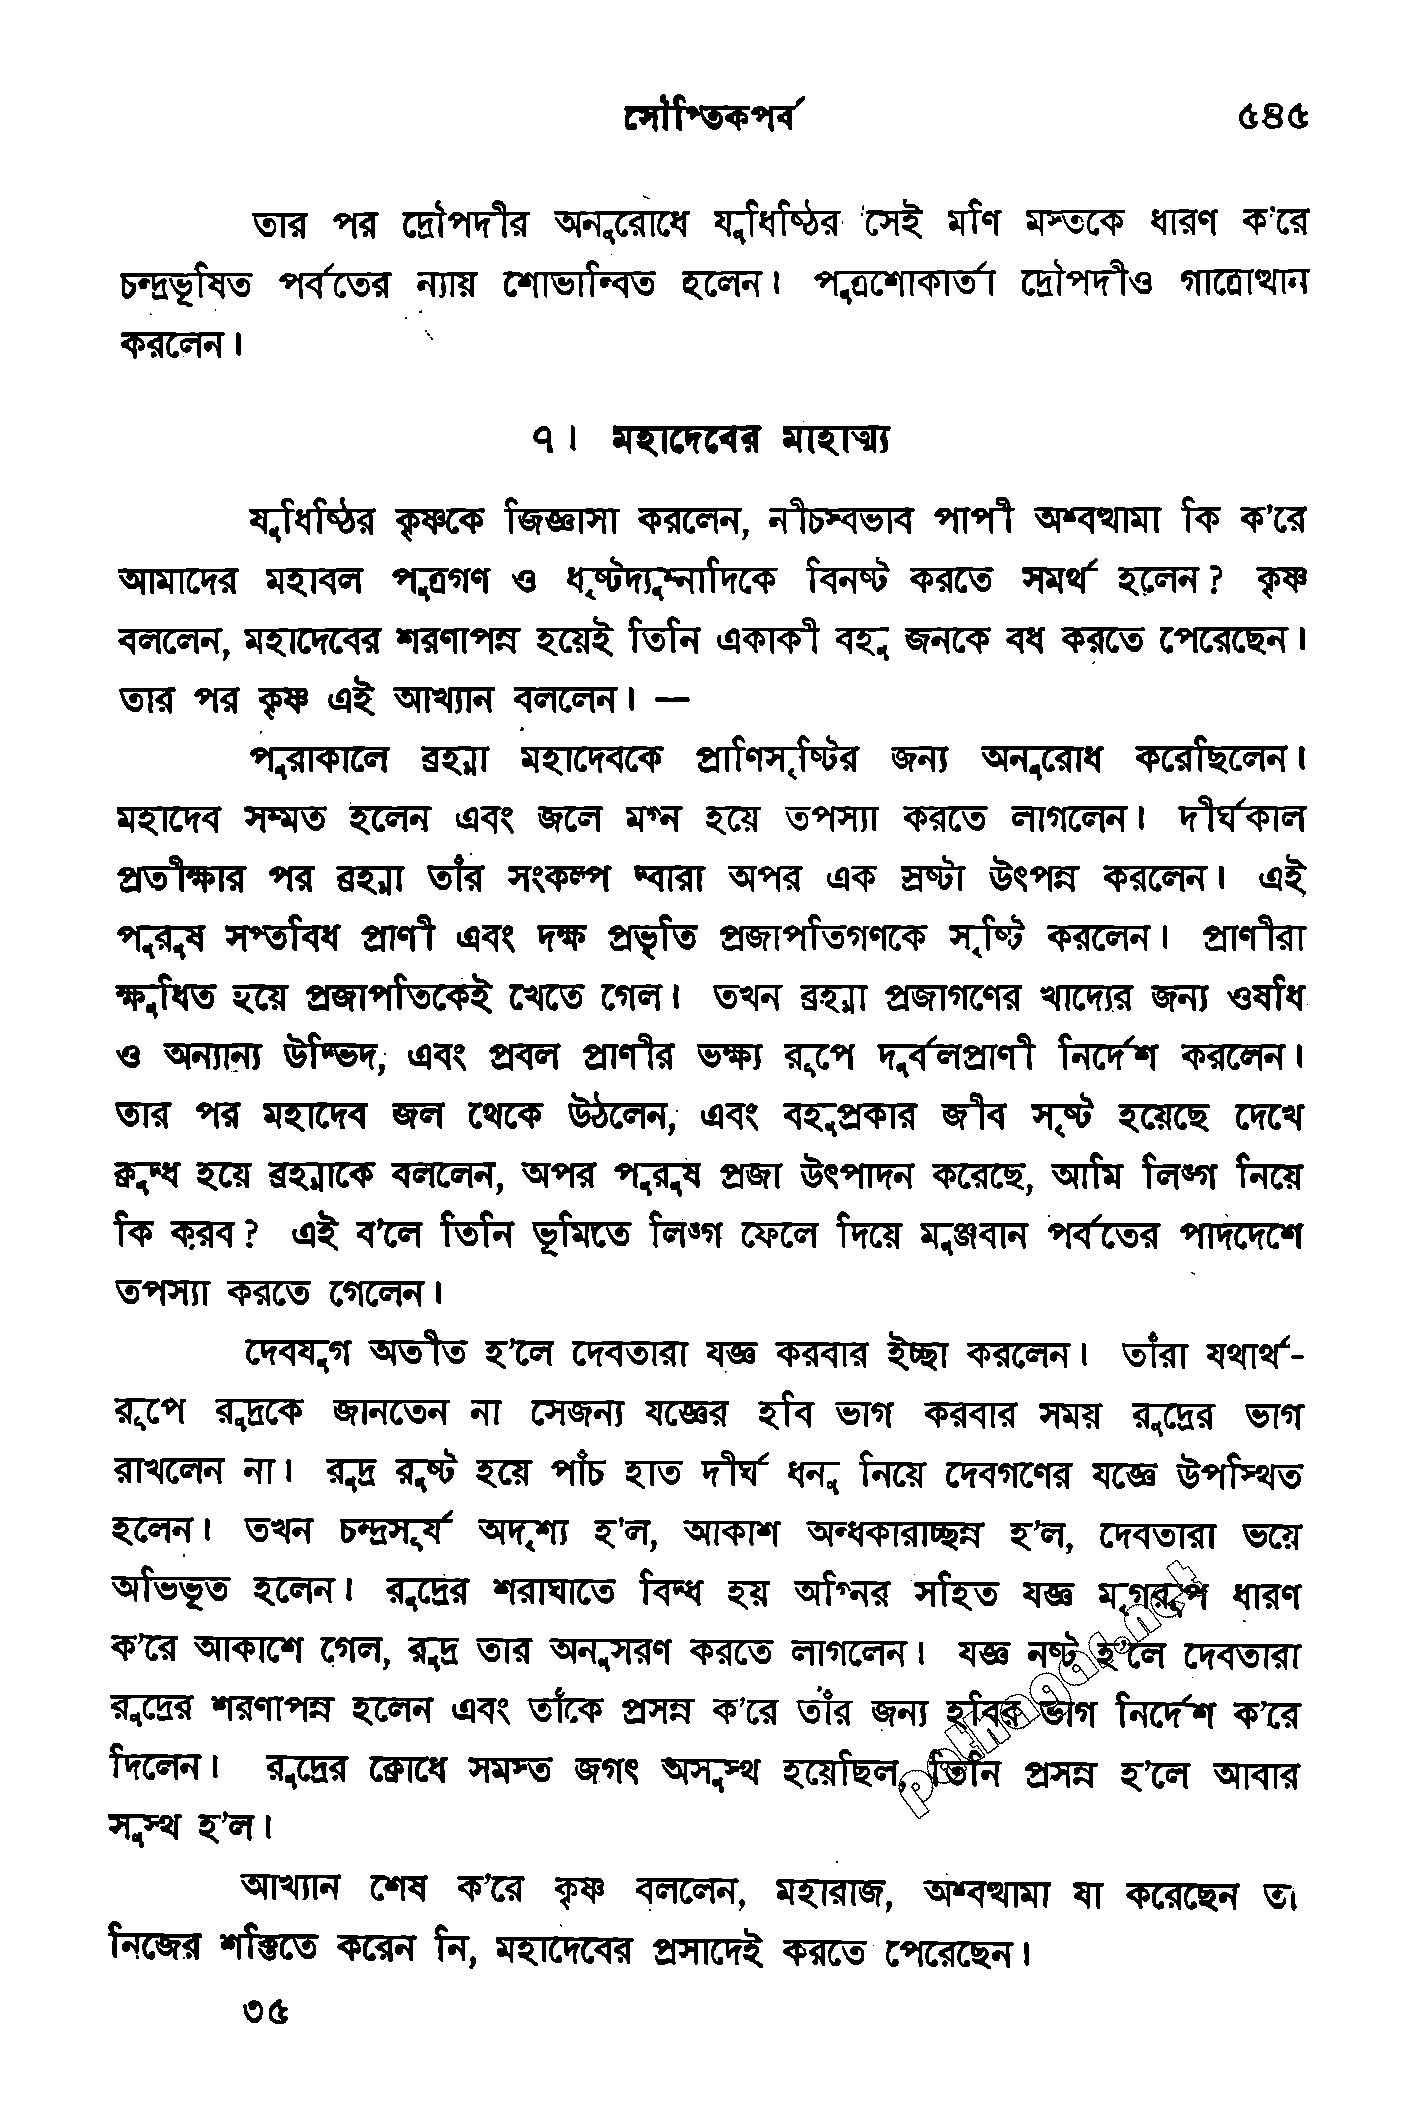 সৌপ্তিকপর্ব ৫৪৫
তার পর দ্রৌপদীর অনুরোধে যুধিষ্ঠির সেই মণি মস্তকে ধারণ ক'রে
চন্দ্রভূষিত পর্বতের ন্যায় শোভান্বিত হলেন। পুত্রশোকার্তা দ্রৌপদীও গাত্রোত্থান
করলেন।
৭। মহাদেবের মাহাত্ম্য
যুধিষ্ঠির কৃষ্ণকে জিজ্ঞাসা করলেন, নীচস্বভাব পাপী অশ্বত্থামা কি ক'রে
আমাদের মহাবল পুত্রগণ ও ধৃষ্টদ্যুম্নাদিকে বিনষ্ট করতে সমর্থ হলেন? কৃষ্ণ
বললেন, মহাদেবের শরণাপন্ন হয়েই তিনি একাকী বহু জনকে বধ করতে পেরেছেন।
তার পর কৃষ্ণ এই আখ্যান বললেন। —
পুরাকালে ব্রহ্মা মহাদেবকে প্রাণিসৃষ্টির জন্য অনুরোধ করেছিলেন।
মহাদেব সম্মত হলেন এবং জলে মগ্ন হয়ে তপস্যা করতে লাগলেন। দীর্ঘকাল
প্রতীক্ষার পর ব্রহ্মা তাঁর সংকল্প দ্বারা অপর এক স্রষ্টা উৎপন্ন করলেন। এই
পুরুষ সপ্তবিধ প্রাণী এবং দক্ষ প্রভৃতি প্রজাপতিগণকে সৃষ্টি করলেন। প্রাণীরা
ক্ষুধিত হয়ে প্রজাপতিকেই খেতে গেল। তখন ব্রহ্মা প্রজাগণের খাদ্যের জন্য ওষধি
ও অন্যান্য উদ্ভিদ, এবং প্রবল প্রাণীর ভক্ষ্য রূপে দুর্বলপ্রাণী নির্দেশ করলেন।
তার পর মহাদেব জল থেকে উঠলেন, এবং বহুপ্রকার জীব সৃষ্ট হয়েছে দেখে
ক্রুদ্ধ হয়ে ব্রহ্মাকে বললেন, অপর পুরুষ প্রজা উৎপাদন করেছে, আমি লিঙ্গ নিয়ে
কি করব? এই ব'লে তিনি ভূমিতে লিঙ্গ ফেলে দিয়ে মুঞ্জবান পর্বতের পাদদেশে
তপস্যা করতে গেলেন।
দেবযুগ অতীত হ'লে দেবতারা যজ্ঞ করবার ইচ্ছা করলেন। তাঁরা যথার্থ-
রূপে রুদ্রকে জানতেন না সেজন্য যজ্ঞের হবি ভাগ করবার সময় রুদ্রের ভাগ
রাখলেন না। রুদ্র রুষ্ট হয়ে পাঁচ হাত দীর্ঘ ধনু নিয়ে দেবগণের যজ্ঞে উপস্থিত
হলেন। তখন চন্দ্রসূর্য অদৃশ্য হ'ল, আকাশ অন্ধকারাচ্ছন্ন হ'ল, দেবতারা ভয়ে
অভিভূত হলেন। রুদ্রের শরাঘাতে বিদ্ধ হয় অগ্নির সহিত যজ্ঞ মৃগরূপ ধারণ
ক'রে আকাশে গেল, রুদ্র তার অনুসরণ করতে লাগলেন। যজ্ঞ নষ্ট হ'লে দেবতারা
রুদ্রের শরণাপন্ন হলেন এবং তাঁকে প্রসন্ন ক'রে তাঁর জন্য হবির ভাগ নির্দেশ ক'রে
দিলেন। রুদ্রের ক্রোধে সমস্ত জগৎ অসুস্থ হয়েছিল, তিনি প্রসন্ন হ'লে আবার
সুস্থ হ'ল।
আখ্যান শেষ ক'রে কৃষ্ণ বললেন, মহারাজ, অশ্বত্থামা যা করেছেন তা
নিজের শক্তিতে করেন নি, মহাদেবের প্রসাদেই করতে পেরেছেন।
৩৫
pathagar.net